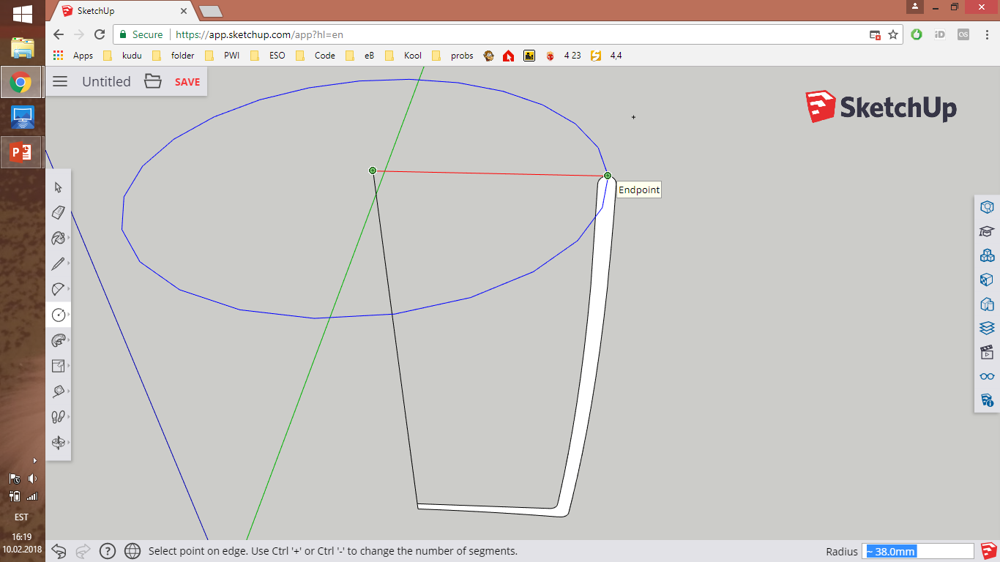 SketchUp
Secure
https://app.sketchup.com/app?hl=en
Apps kudu folder PWI ESO Code eB Kool probs 4 23 4,4
Untitled SAVE
SketchUp
Endpoint
EST
16:19
10.02.2018
Select point on edge. Use Ctrl '+' or Ctrl '-' to change the number of segments.
Radius ~ 38.0mm